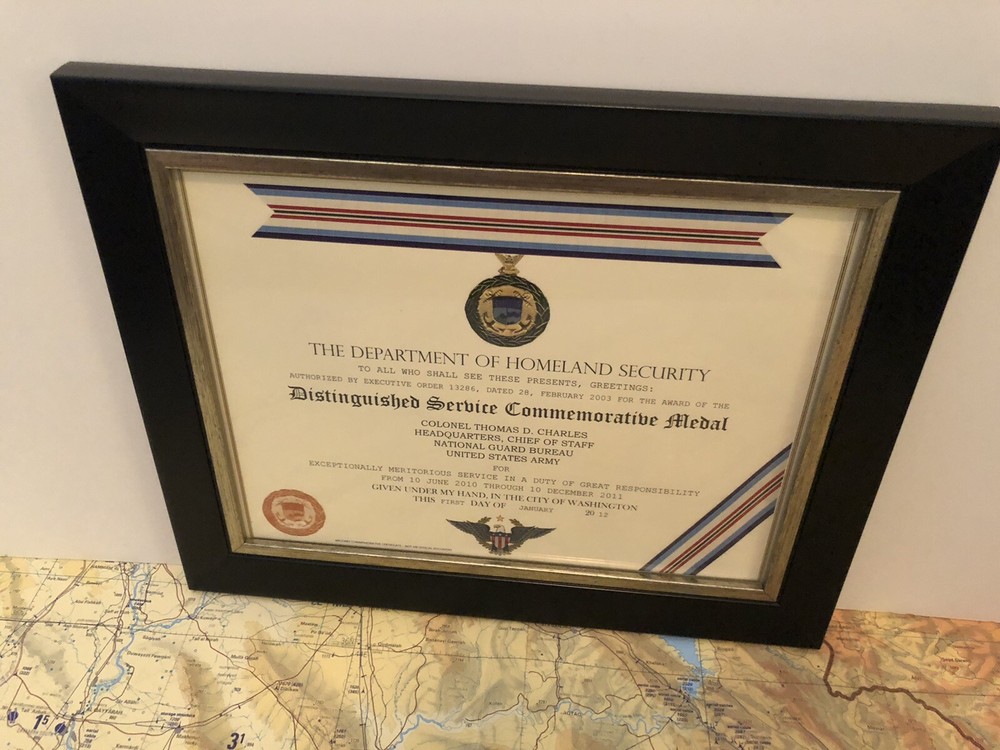 THE DEPARTMENT OF HOMELAND SECURITY
TO ALL WHO SHALL SEE THESE PRESENTS, GREETINGS:
AUTHORIZED BY EXECUTIVE ORDER 13286, DATED 28, FEBRUARY 2003 FOR THE AWARD OF THE
Distinguished Service Commemorative Medal
COLONEL THOMAS D. CHARLES
HEADQUARTERS, CHIEF OF STAFF
NATIONAL GUARD BUREAU
UNITED STATES ARMY
FOR
EXCEPTIONALLY MERITORIOUS SERVICE IN A DUTY OF GREAT RESPONSIBILITY
FROM 10 JUNE 2010 THROUGH 10 DECEMBER 2011
GIVEN UNDER MY HAND, IN THE CITY OF WASHINGTON
THIS FIRST DAY OF JANUARY 20 12
15
31